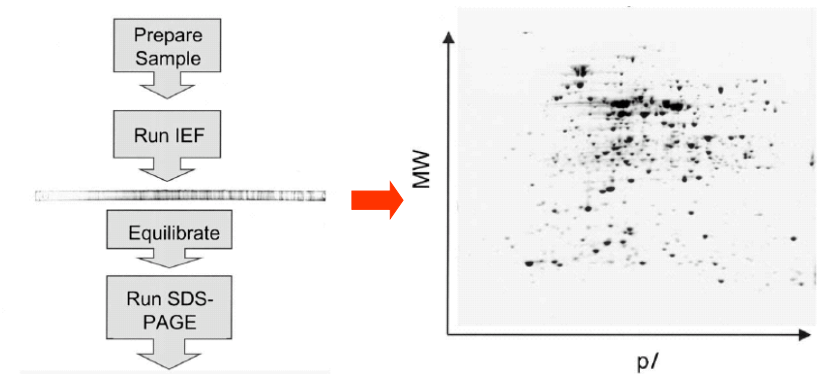 Prepare
Sample
Run IEF
Equilibrate
Run SDS-
PAGE
MW
pI